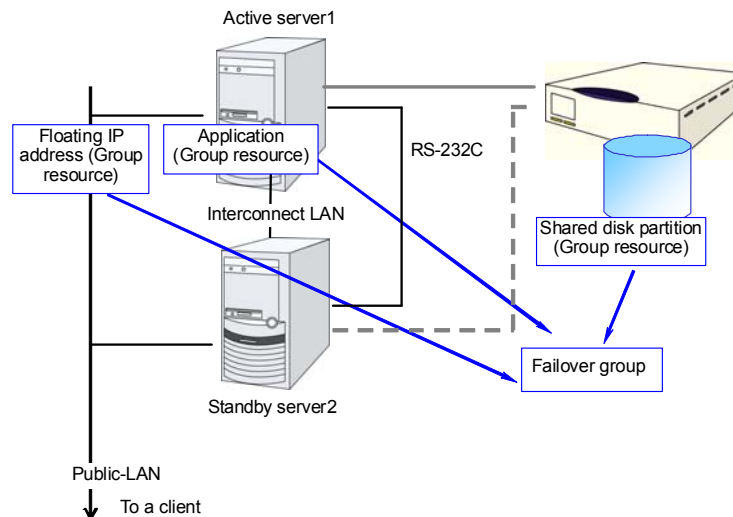 Active server1
Floating IP
address (Group
resource)
Application
(Group resource)
RS-232C
Interconnect LAN
Shared disk partition
(Group resource)
Failover group
Standby server2
Public-LAN
To a client